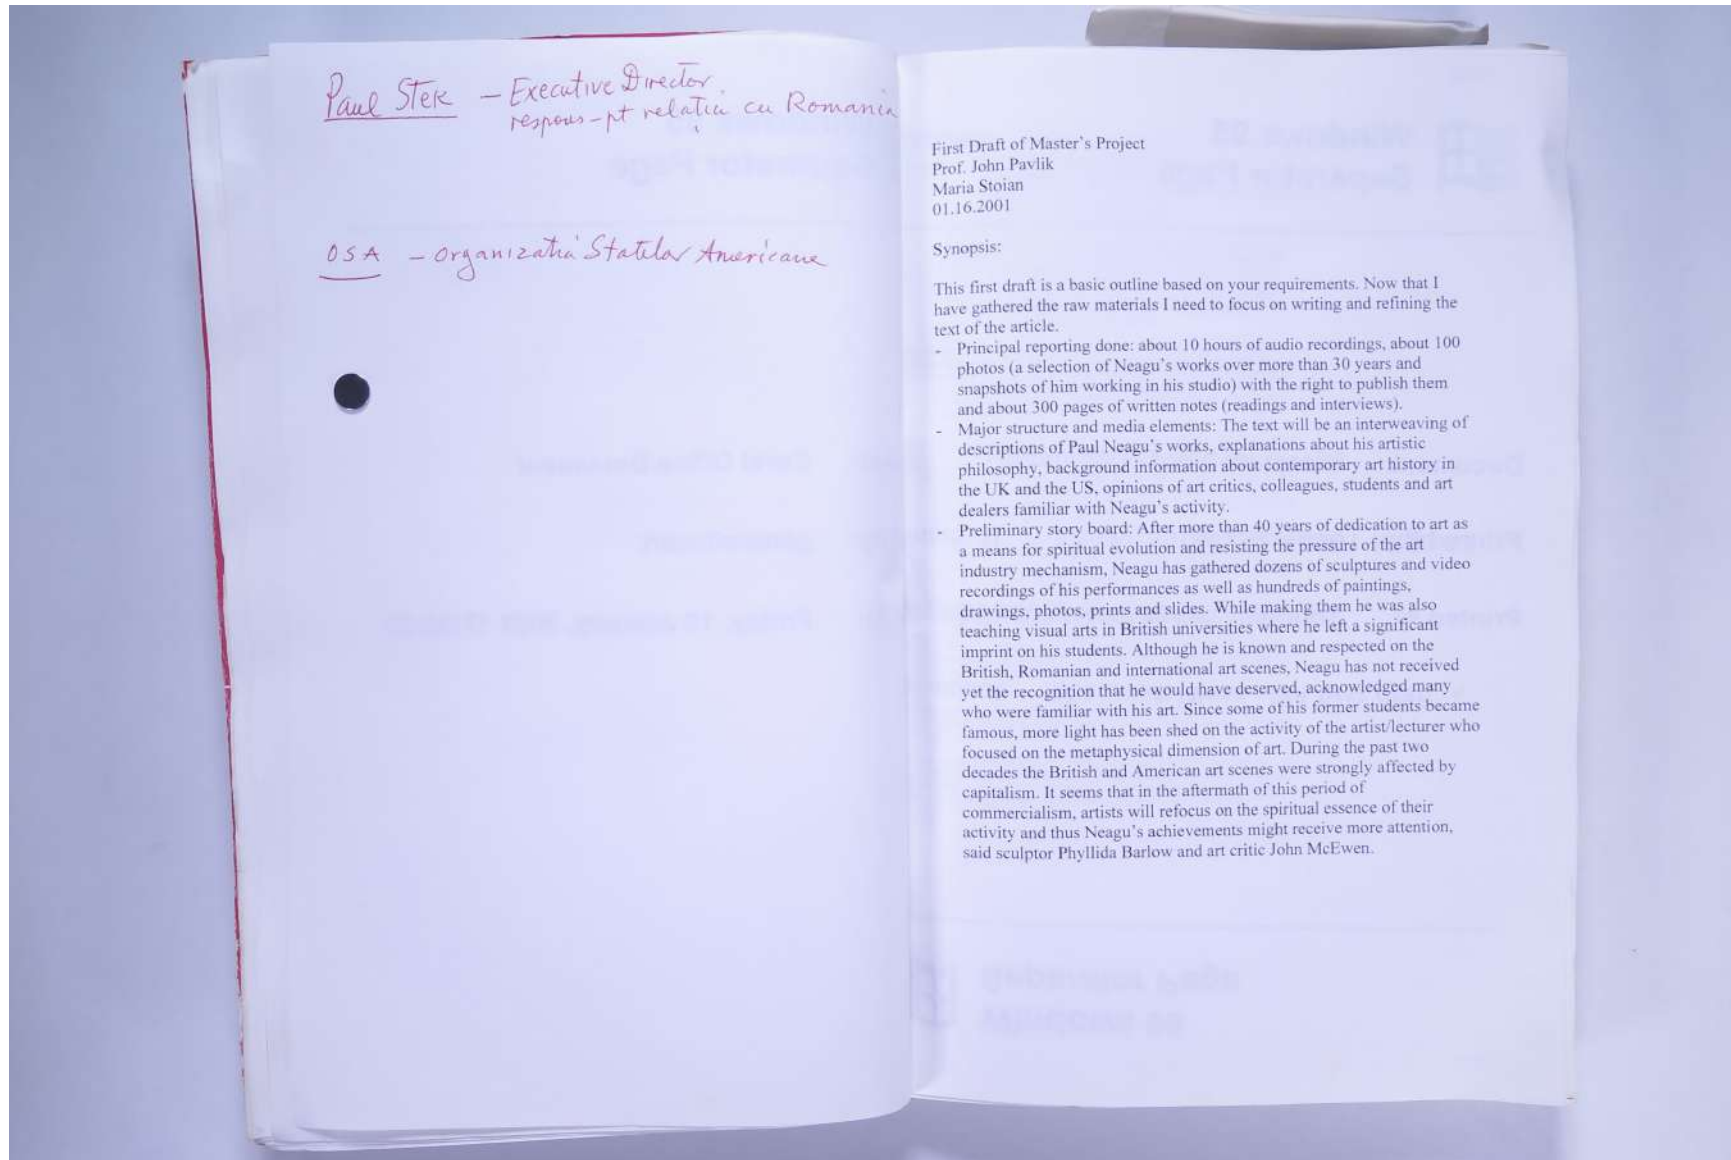 Paul Stek — Executive Director
respons-pt relatia cu Romania
OSA — Organizatia Statelor Americane
First Draft of Master's Project
Prof. John Pavlik
Maria Stoian
01.16.2001
Synopsis:
This first draft is a basic outline based on your requirements. Now that I
have gathered the raw materials I need to focus on writing and refining the
text of the article.
- Principal reporting done: about 10 hours of audio recordings, about 100
photos (a selection of Neagu's works over more than 30 years and
snapshots of him working in his studio) with the right to publish them
and about 300 pages of written notes (readings and interviews).
- Major structure and media elements: The text will be an interweaving of
descriptions of Paul Neagu's works, explanations about his artistic
philosophy, background information about contemporary art history in
the UK and the US, opinions of art critics, colleagues, students and art
dealers familiar with Neagu's activity.
- Preliminary story board: After more than 40 years of dedication to art as
a means for spiritual evolution and resisting the pressure of the art
industry mechanism, Neagu has gathered dozens of sculptures and video
recordings of his performances as well as hundreds of paintings,
drawings, photos, prints and slides. While making them he was also
teaching visual arts in British universities where he left a significant
imprint on his students. Although he is known and respected on the
British, Romanian and international art scenes, Neagu has not received
yet the recognition that he would have deserved, acknowledged many
who were familiar with his art. Since some of his former students became
famous, more light has been shed on the activity of the artist/lecturer who
focused on the metaphysical dimension of art. During the past two
decades the British and American art scenes were strongly affected by
capitalism. It seems that in the aftermath of this period of
commercialism, artists will refocus on the spiritual essence of their
activity and thus Neagu's achievements might receive more attention,
said sculptor Phyllida Barlow and art critic John McEwen.